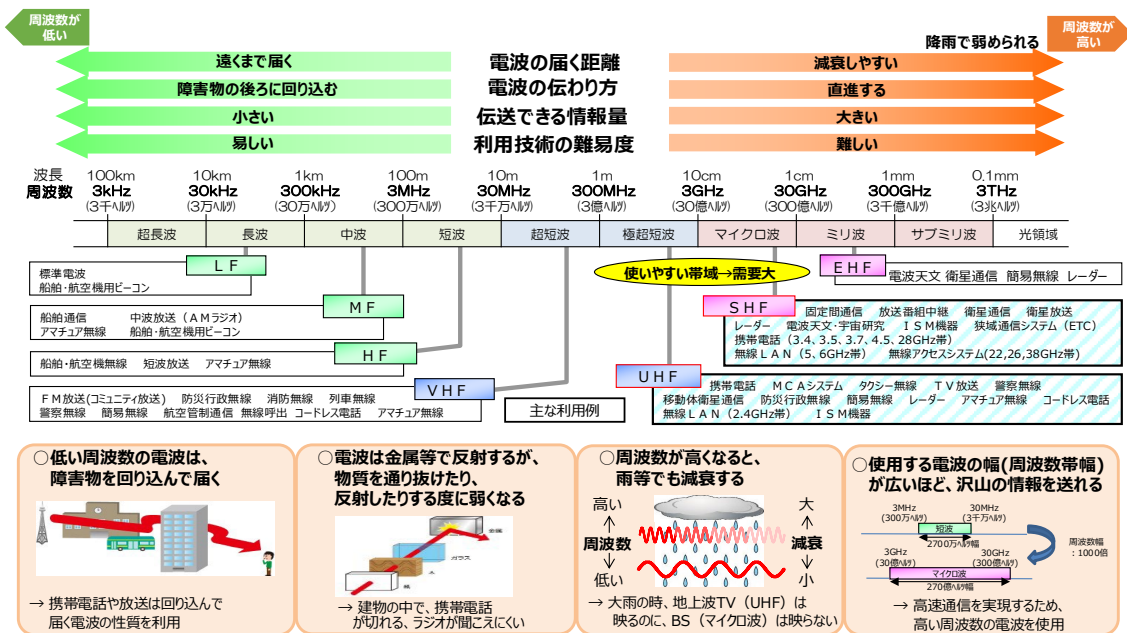 周波数が
低い
周波数が
高い
降雨で弱められる
遠くまで届く 電波の届く距離 減衰しやすい
障害物の後ろに回り込む 電波の伝わり方 直進する
小さい 伝送できる情報量 大きい
易しい 利用技術の難易度 難しい
波長 100km 10km 1km 100m 10m 1m 10cm 1cm 1mm 0.1mm
周波数 3kHz 30kHz 300kHz 3MHz 30MHz 300MHz 3GHz 30GHz 300GHz 3THz
(3千ヘルツ) (3万ヘルツ) (30万ヘルツ) (300万ヘルツ) (3千万ヘルツ) (3億ヘルツ) (30億ヘルツ) (300億ヘルツ) (3千億ヘルツ) (3兆ヘルツ)
超長波 長波 中波 短波 超短波 極超短波 マイクロ波 ミリ波 サブミリ波 光領域
LF
標準電波
船舶・航空機用ビーコン
使いやすい帯域→需要大
EHF
電波天文 衛星通信 簡易無線 レーダー
MF
船舶通信 中波放送(AMラジオ)
アマチュア無線 船舶・航空機用ビーコン
SHF
固定間通信 放送番組中継 衛星通信 衛星放送
レーダー 電波天文・宇宙研究 ISM機器 狭域通信システム(ETC)
携帯電話(3.4、3.5、3.7、4.5、28GHz帯)
無線LAN(5、6GHz帯) 無線アクセスシステム(22,26,38GHz帯)
HF
船舶・航空機無線 短波放送 アマチュア無線
VHF
FM放送(コミュニティ放送) 防災行政無線 消防無線 列車無線
警察無線 簡易無線 航空管制通信 無線呼出 コードレス電話 アマチュア無線
主な利用例
UHF
携帯電話 MCAシステム タクシー無線 TV放送 警察無線
移動体衛星通信 防災行政無線 簡易無線 レーダー アマチュア無線 コードレス電話
無線LAN(2.4GHz帯) ISM機器
○低い周波数の電波は、
障害物を回り込んで届く
→ 携帯電話や放送は回り込んで
届く電波の性質を利用
○電波は金属等で反射するが、
物質を通り抜けたり、
反射したりする度に弱くなる
金属
ガラス
木
→ 建物の中で、携帯電話
が切れる、ラジオが聞こえにくい
○周波数が高くなると、
雨等でも減衰する
高い 大
↑ ↑
周波数 減衰
↓ ↓
低い 小
→ 大雨の時、地上波TV(UHF)は
映るのに、BS(マイクロ波)は映らない
○使用する電波の幅(周波数帯幅)
が広いほど、沢山の情報を送れる
3MHz 30MHz
(300万ヘルツ) (3千万ヘルツ)
短波
2700万ヘルツ幅
周波数幅
:1000倍
3GHz 30GHz
(30億ヘルツ) (300億ヘルツ)
マイクロ波
270億ヘルツ幅
→ 高速通信を実現するため、
高い周波数の電波を使用